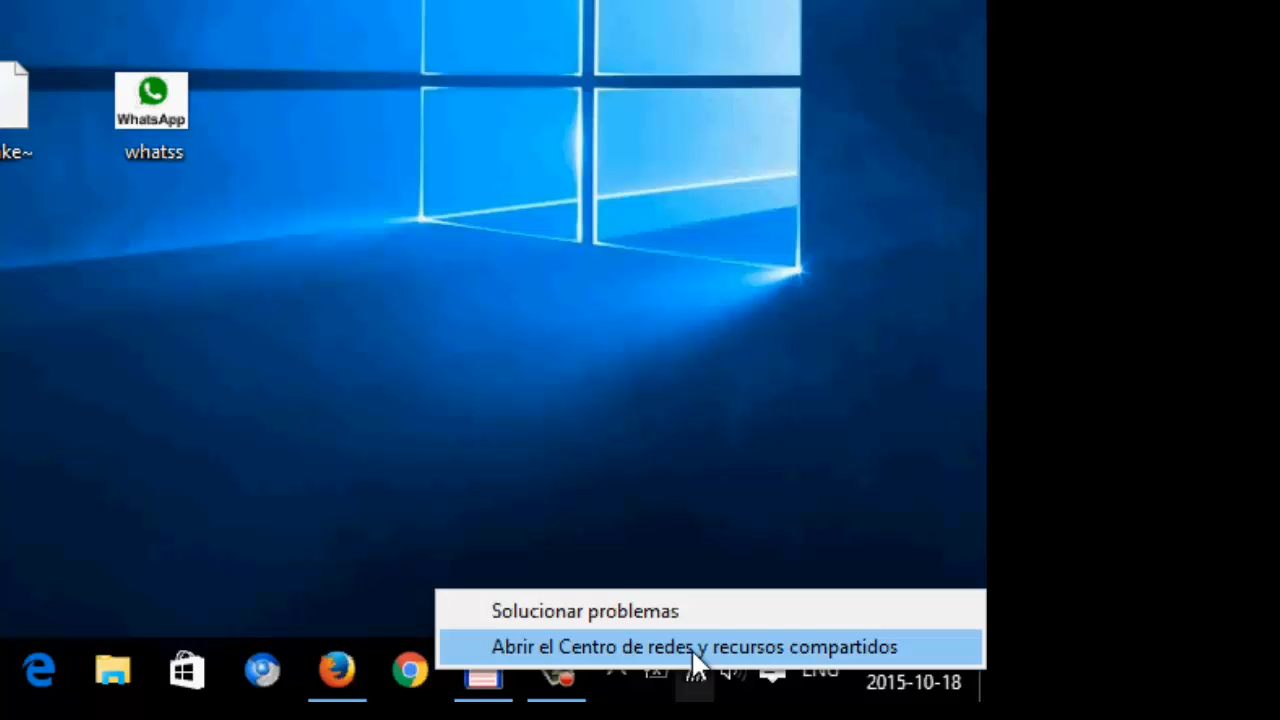 WhatsApp
ke~
whatss
Solucionar problemas
Abrir el Centro de redes y recursos compartidos
ENG
2015-10-18